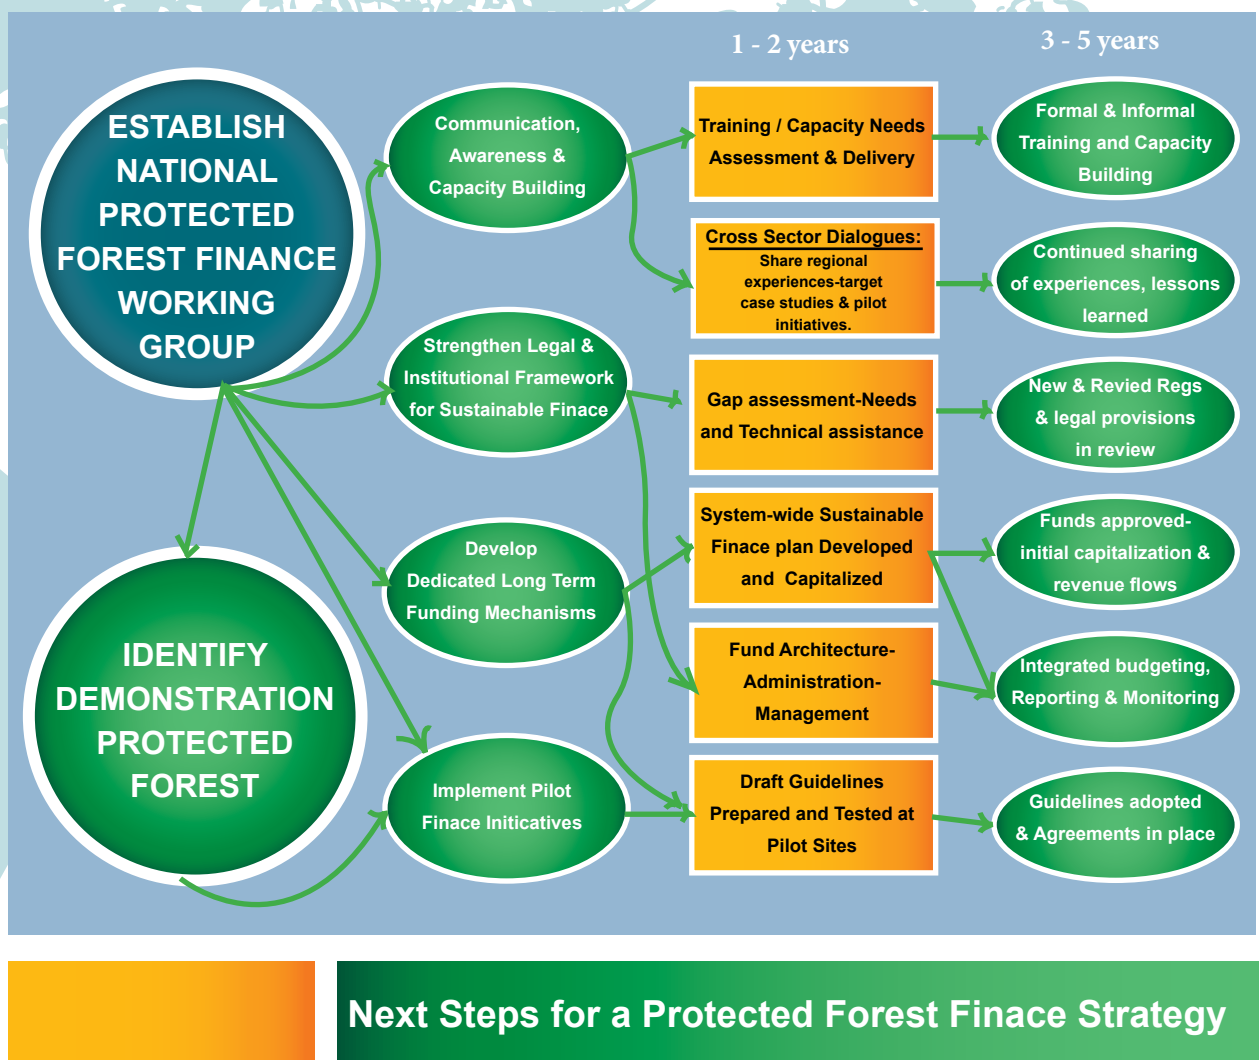 1 - 2 years
3 - 5 years
ESTABLISH
NATIONAL
PROTECTED
FOREST FINANCE
WORKING
GROUP
Communication,
Awareness &
Capacity Building
Training / Capacity Needs
Assessment & Delivery
Formal & Informal
Training and Capacity
Building
Cross Sector Dialogues:
Share regional
experiences-target
case studies & pilot
initiatives.
Continued sharing
of experiences, lessons
learned
Strengthen Legal &
Institutional Framework
for Sustainable Finace
Gap assessment-Needs
and Technical assistance
New & Revied Regs
& legal provisions
in review
Develop
Dedicated Long Term
Funding Mechanisms
System-wide Sustainable
Finace plan Developed
and Capitalized
Funds approved-
initial capitalization &
revenue flows
IDENTIFY
DEMONSTRATION
PROTECTED
FOREST
Fund Architecture-
Administration-
Management
Integrated budgeting,
Reporting & Monitoring
Implement Pilot
Finace Initicatives
Draft Guidelines
Prepared and Tested at
Pilot Sites
Guidelines adopted
& Agreements in place
Next Steps for a Protected Forest Finace Strategy